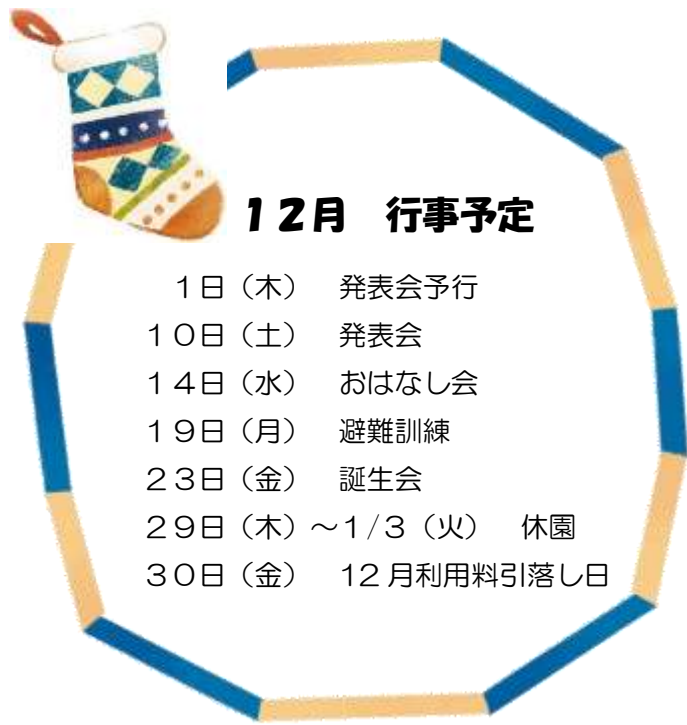 １２月　行事予定
１日（木）　発表会予行
１０日（土）　発表会
１４日（水）　おはなし会
１９日（月）　避難訓練
２３日（金）　誕生会
２９日（木）～１/３（火）　休園
３０日（金）　12月利用料引落し日